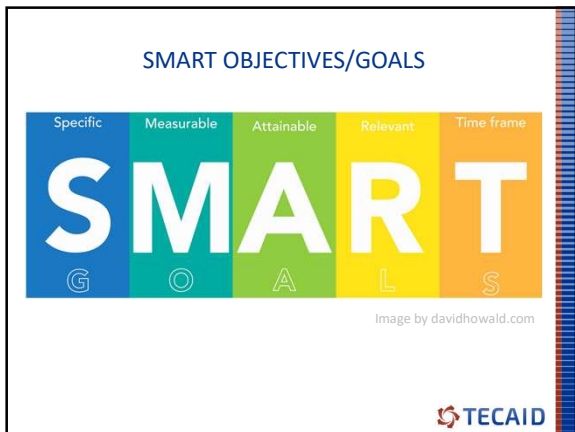 SMART OBJECTIVES/GOALS
Specific Measurable Attainable Relevant Time frame
SMART
GOALS
Image by davidhowald.com
TECAID